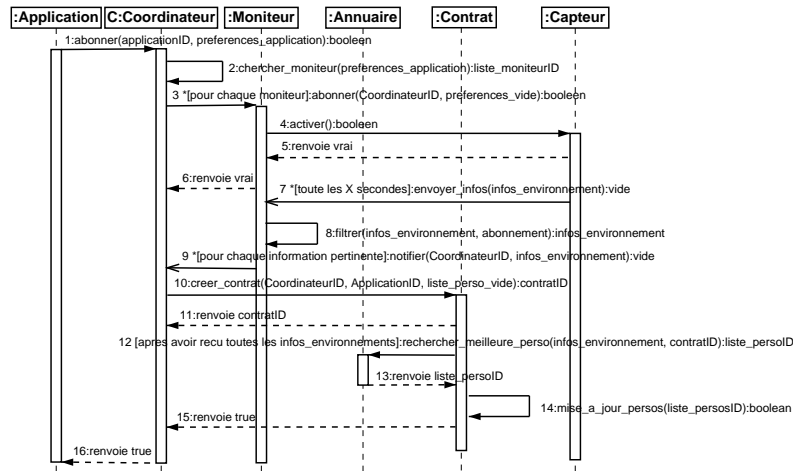 :Application C:Coordinateur :Moniteur :Annuaire :Contrat :Capteur
1:abonner(applicationID, preferences_application):booleen
2:chercher_moniteur(preferences_application):liste_moniteurID
3 *[pour chaque moniteur]:abonner(CoordinateurID, preferences_vide):booleen
4:activer():booleen
5:renvoie vrai
6:renvoie vrai
7 *[toute les X secondes]:envoyer_infos(infos_environnement):vide
8:filtrer(infos_environnement, abonnement):infos_environnement
9 *[pour chaque information pertinente]:notifier(CoordinateurID, infos_environnement):vide
10:creer_contrat(CoordinateurID, ApplicationID, liste_perso_vide):contratID
11:renvoie contratID
12 [apres avoir recu toutes les infos_environnements]:rechercher_meilleure_perso(infos_environnement, contratID):liste_persoID
13:renvoie liste_persoID
14:mise_a_jour_persos(liste_persosID):boolean
15:renvoie true
16:renvoie true